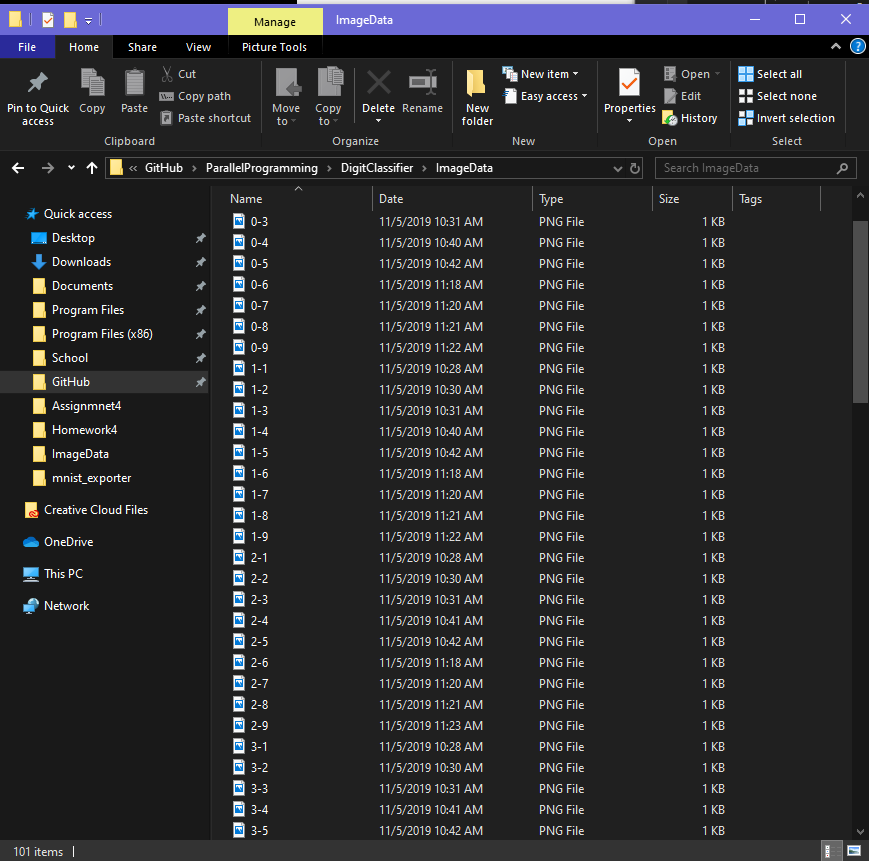 Manage ImageData
File Home Share View Picture Tools
Pin to Quick access
Copy
Paste
Cut
Copy path
Paste shortcut
Clipboard
Move to
Copy to
Delete
Rename
Organize
New folder
New item
Easy access
New
Properties
Open
Edit
History
Open
Select all
Select none
Invert selection
Select
« GitHub › ParallelProgramming › DigitClassifier › ImageData
Search ImageData
Quick access
Desktop
Downloads
Documents
Program Files
Program Files (x86)
School
GitHub
Assignmnet4
Homework4
ImageData
mnist_exporter
Creative Cloud Files
OneDrive
This PC
Network
Name Date Type Size Tags
0-3 11/5/2019 10:31 AM PNG File 1 KB
0-4 11/5/2019 10:40 AM PNG File 1 KB
0-5 11/5/2019 10:42 AM PNG File 1 KB
0-6 11/5/2019 11:18 AM PNG File 1 KB
0-7 11/5/2019 11:20 AM PNG File 1 KB
0-8 11/5/2019 11:21 AM PNG File 1 KB
0-9 11/5/2019 11:22 AM PNG File 1 KB
1-1 11/5/2019 10:28 AM PNG File 1 KB
1-2 11/5/2019 10:30 AM PNG File 1 KB
1-3 11/5/2019 10:31 AM PNG File 1 KB
1-4 11/5/2019 10:40 AM PNG File 1 KB
1-5 11/5/2019 10:42 AM PNG File 1 KB
1-6 11/5/2019 11:18 AM PNG File 1 KB
1-7 11/5/2019 11:20 AM PNG File 1 KB
1-8 11/5/2019 11:21 AM PNG File 1 KB
1-9 11/5/2019 11:22 AM PNG File 1 KB
2-1 11/5/2019 10:28 AM PNG File 1 KB
2-2 11/5/2019 10:30 AM PNG File 1 KB
2-3 11/5/2019 10:31 AM PNG File 1 KB
2-4 11/5/2019 10:41 AM PNG File 1 KB
2-5 11/5/2019 10:42 AM PNG File 1 KB
2-6 11/5/2019 11:18 AM PNG File 1 KB
2-7 11/5/2019 11:20 AM PNG File 1 KB
2-8 11/5/2019 11:21 AM PNG File 1 KB
2-9 11/5/2019 11:23 AM PNG File 1 KB
3-1 11/5/2019 10:28 AM PNG File 1 KB
3-2 11/5/2019 10:30 AM PNG File 1 KB
3-3 11/5/2019 10:31 AM PNG File 1 KB
3-4 11/5/2019 10:41 AM PNG File 1 KB
3-5 11/5/2019 10:42 AM PNG File 1 KB
101 items